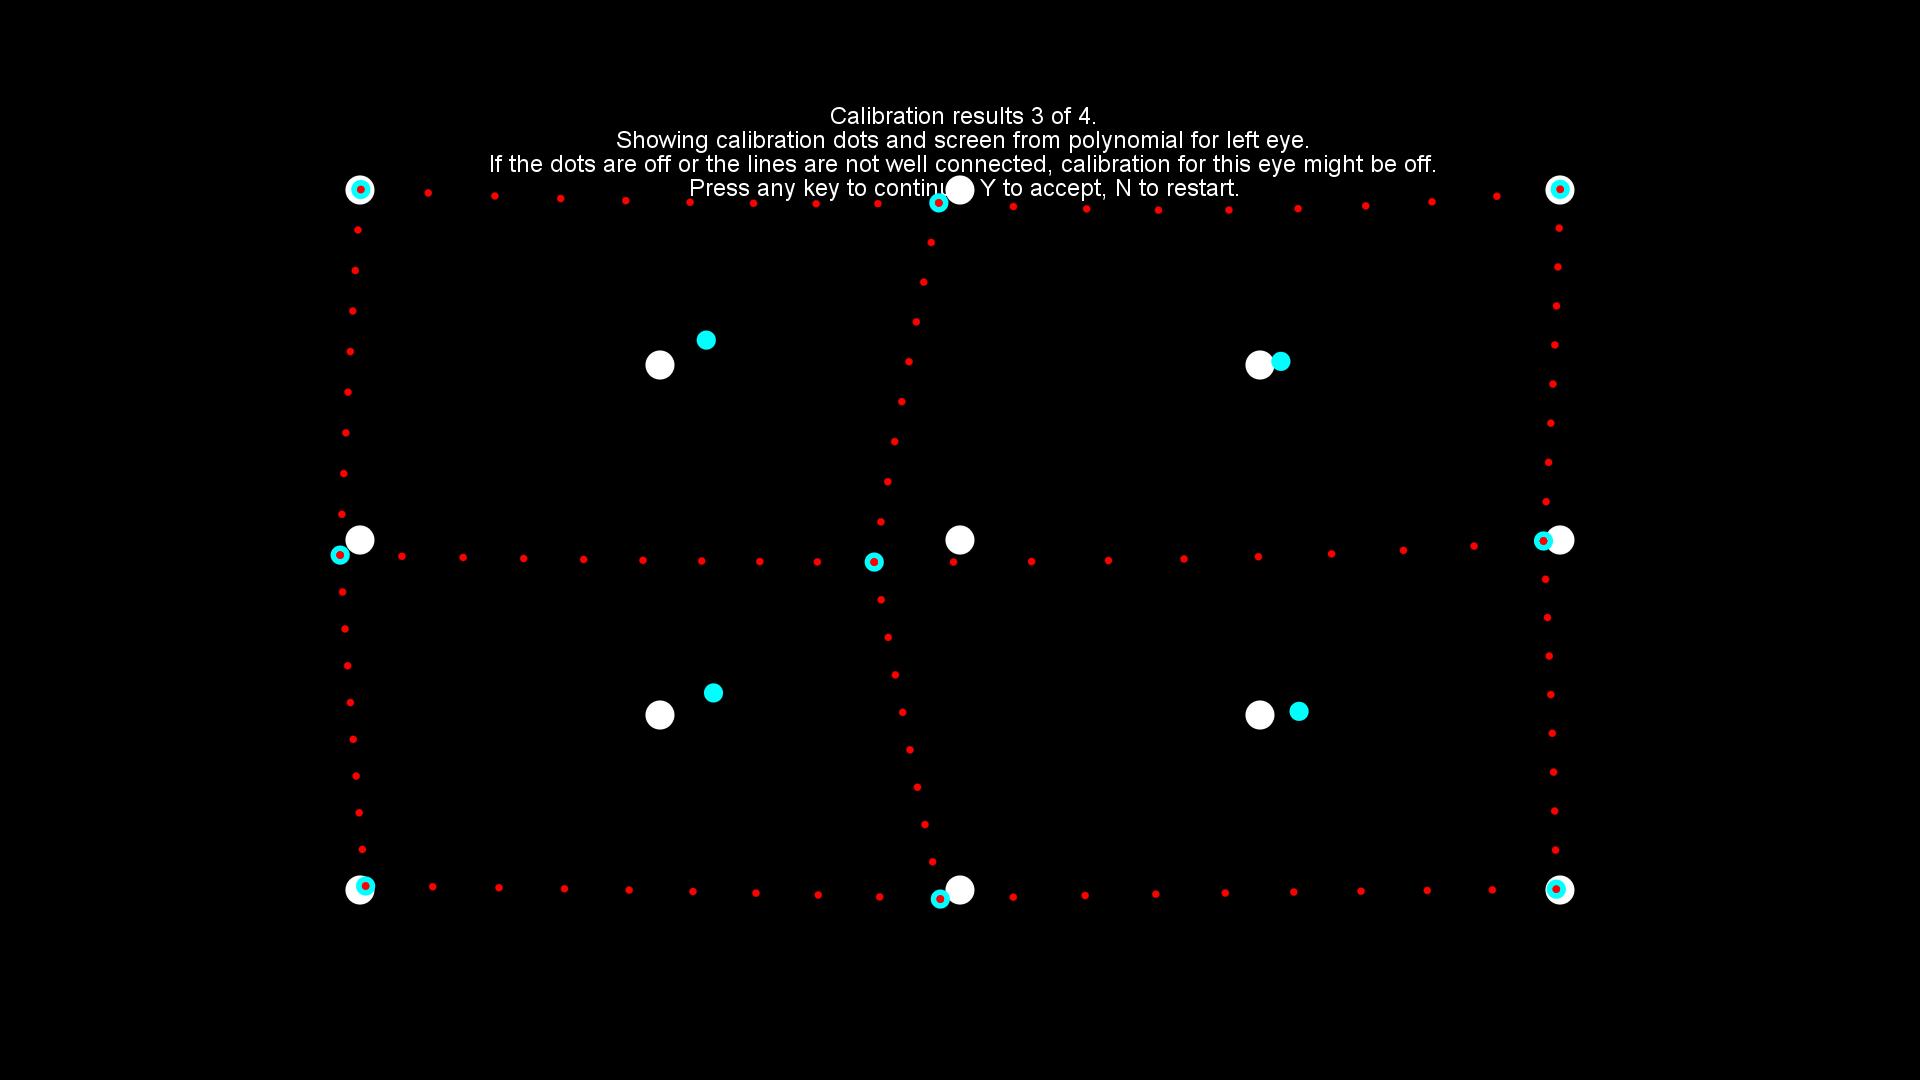 Calibration results 3 of 4.
Showing calibration dots and screen from polynomial for left eye.
If the dots are off or the lines are not well connected, calibration for this eye might be off.
Press any key to continu Y to accept, N to restart.